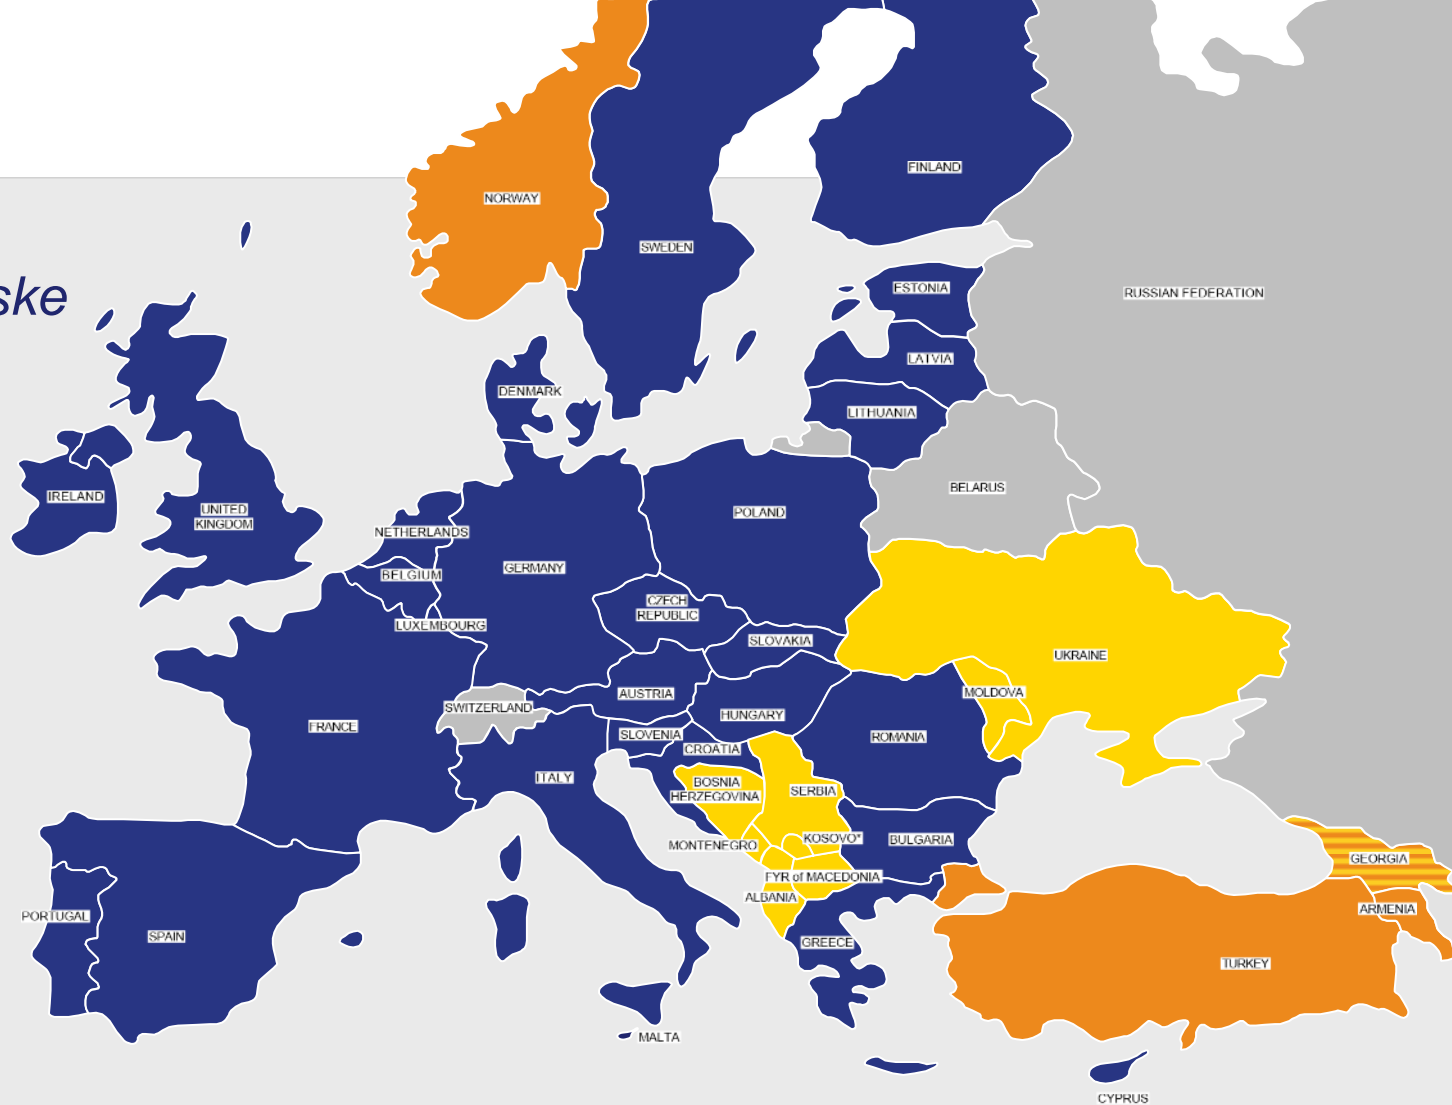 NORWAY
FINLAND
SWEDEN
ske
ESTONIA
RUSSIAN FEDERATION
LATVIA
DENMARK
LITHUANIA
IRELAND
BELARUS
UNITED
KINGDOM
POLAND
NETHERLANDS
GERMANY
BELGIUM
CZECH
REPUBLIC
LUXEMBOURG
SLOVAKIA
UKRAINE
AUSTRIA
MOLDOVA
SWITZERLAND
HUNGARY
FRANCE
SLOVENIA
ROMANIA
CROATIA
ITALY
BOSNIA
HERZEGOVINA
SERBIA
MONTENEGRO
KOSOVO*
BULGARIA
GEORGIA
FYR of MACEDONIA
ALBANIA
ARMENIA
PORTUGAL
SPAIN
GREECE
TURKEY
MALTA
CYPRUS